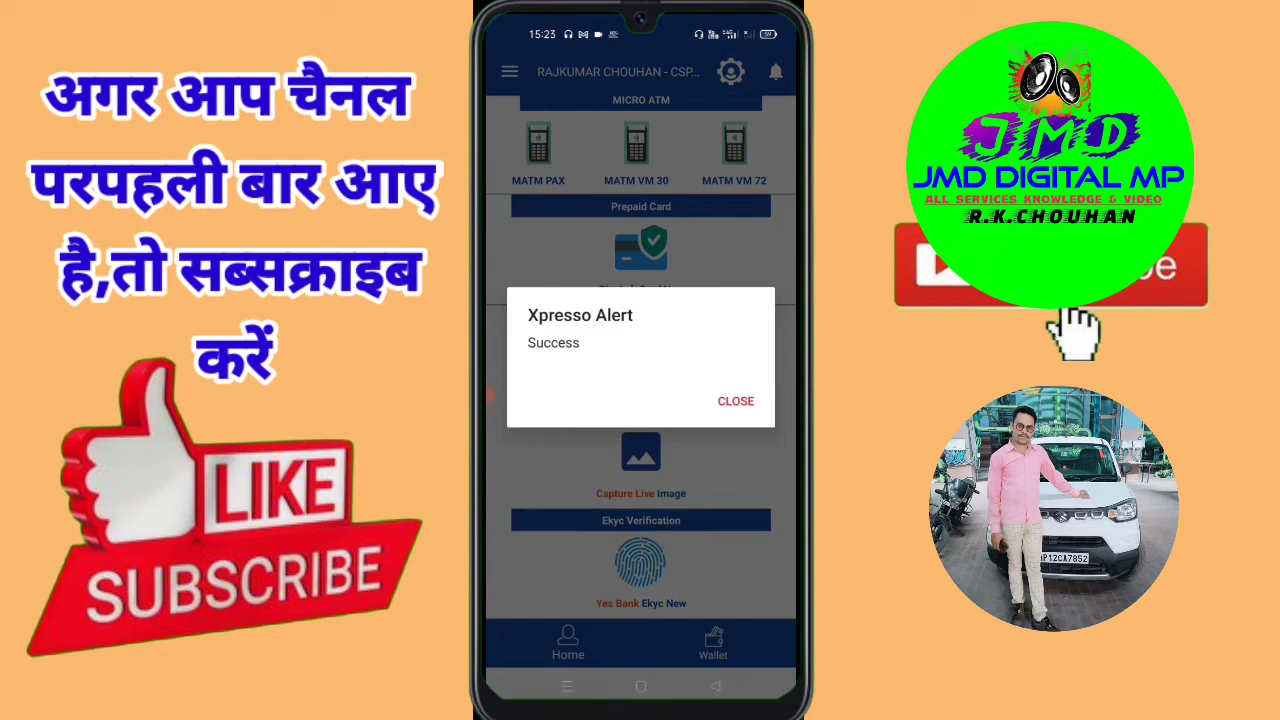 अगर आप चैनल
परपहली बार आए
है,तो सब्सक्राइब
करें
LIKE
SUBSCRIBE
15:23
59
RAJKUMAR CHOUHAN - CSP...
MICRO ATM
MATM PAX
MATM VM 30
MATM VM 72
Prepaid Card
Xpresso Alert
Success
CLOSE
Capture Live Image
Ekyc Verification
Yes Bank Ekyc New
Home
Wallet
JMD
JMD DIGITAL MP
ALL SERVICES KNOWLEDGE & VIDEO
R.K.CHOUHAN